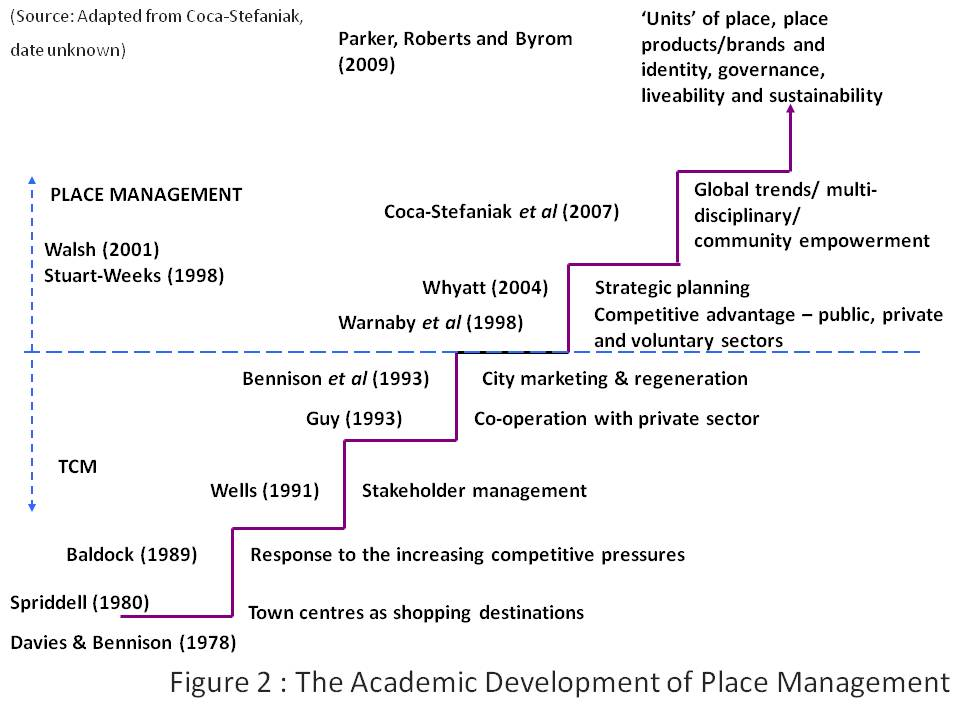 (Source: Adapted from Coca-Stefaniak,
date unknown)
Parker, Roberts and Byrom
(2009)
‘Units’ of place, place
products/brands and
identity, governance,
liveability and sustainability
PLACE MANAGEMENT
Walsh (2001)
Stuart-Weeks (1998)
Coca-Stefaniak et al (2007)
Global trends/ multi-
disciplinary/
community empowerment
Whyatt (2004)
Strategic planning
Warnaby et al (1998)
Competitive advantage – public, private
and voluntary sectors
Bennison et al (1993)
City marketing & regeneration
Guy (1993)
Co-operation with private sector
TCM
Wells (1991)
Stakeholder management
Baldock (1989)
Response to the increasing competitive pressures
Spriddell (1980)
Town centres as shopping destinations
Davies & Bennison (1978)
Figure 2 : The Academic Development of Place Management